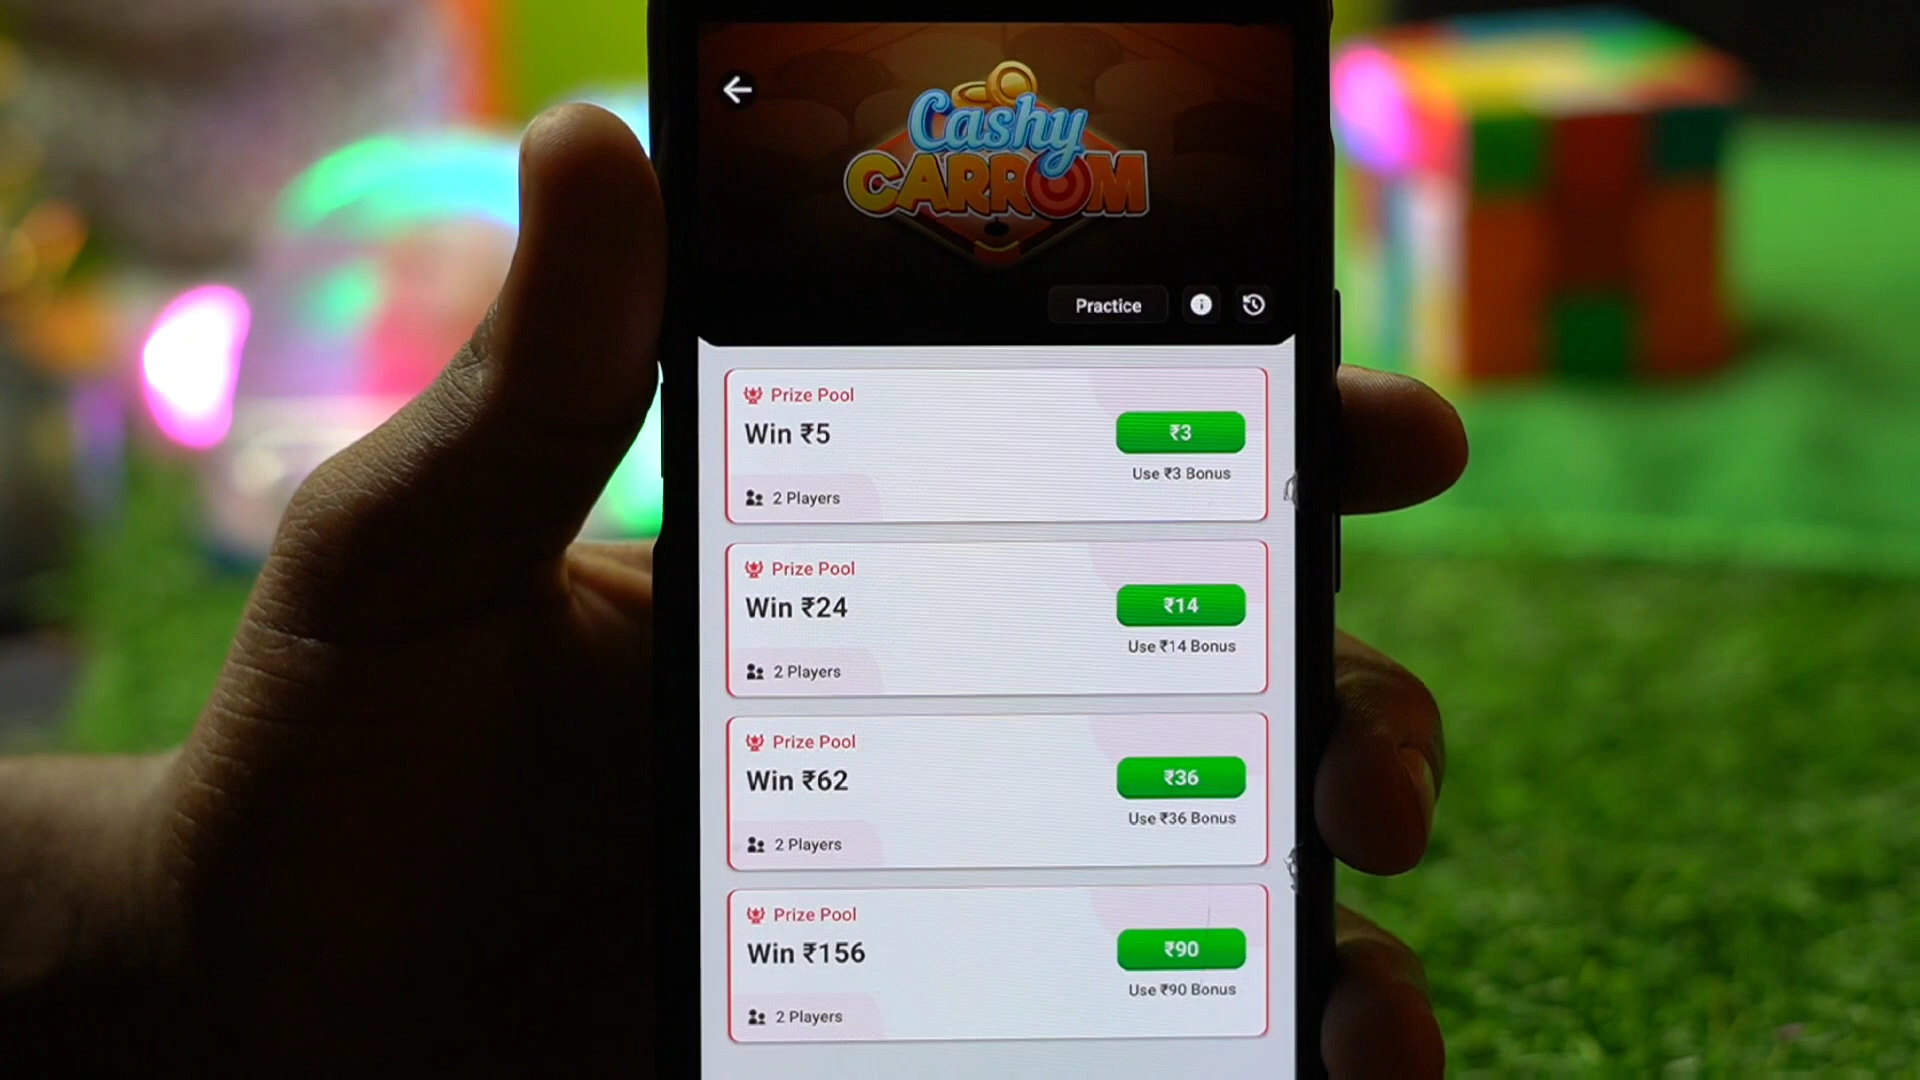 Cashy
CARROM
Practice
Prize Pool
Win ₹5
₹3
Use ₹3 Bonus
2 Players
Prize Pool
Win ₹24
₹14
Use ₹14 Bonus
2 Players
Prize Pool
Win ₹62
₹36
Use ₹36 Bonus
2 Players
Prize Pool
Win ₹156
₹90
Use ₹90 Bonus
2 Players